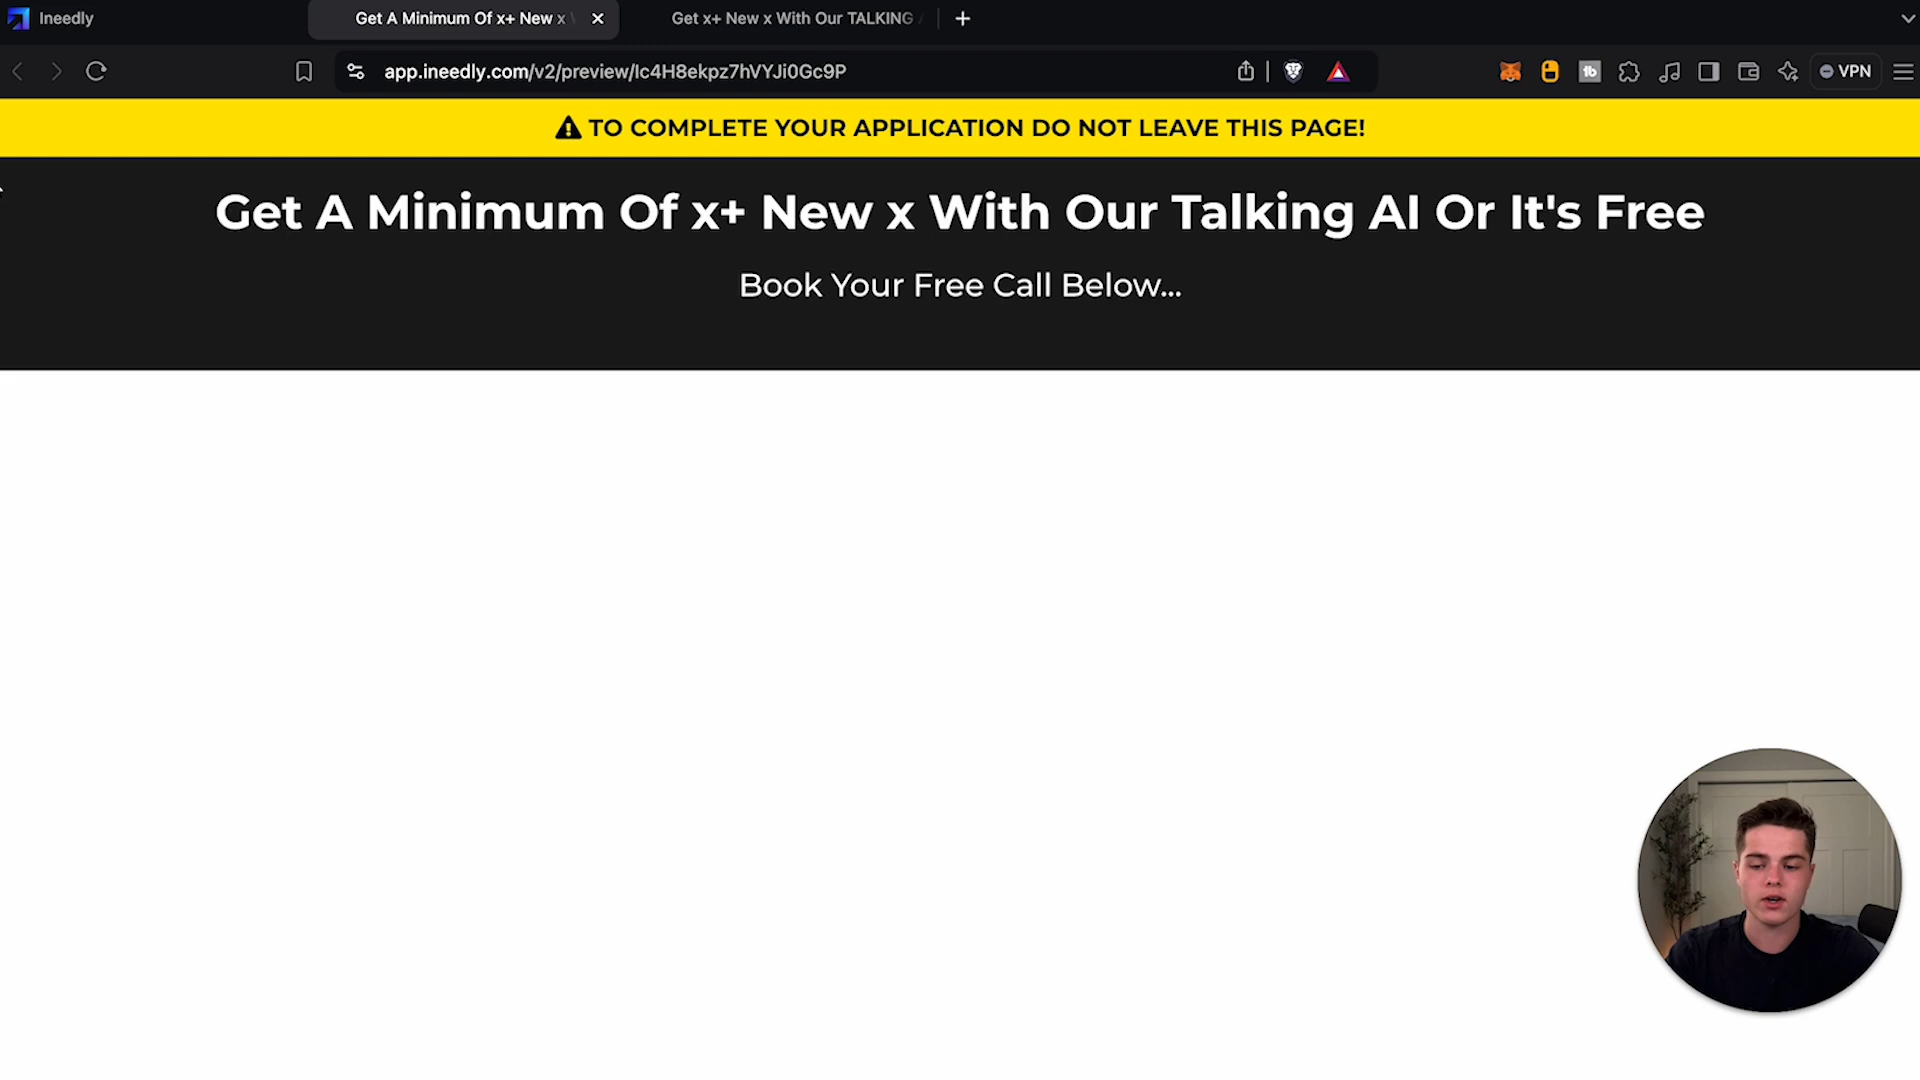 Ineedly
Get A Minimum Of x+ New x
Get x+ New x With Our TALKING
app.ineedly.com/v2/preview/Ic4H8ekpz7hVYJi0Gc9P
tb
VPN
TO COMPLETE YOUR APPLICATION DO NOT LEAVE THIS PAGE!
Get A Minimum Of x+ New x With Our Talking AI Or It's Free
Book Your Free Call Below...